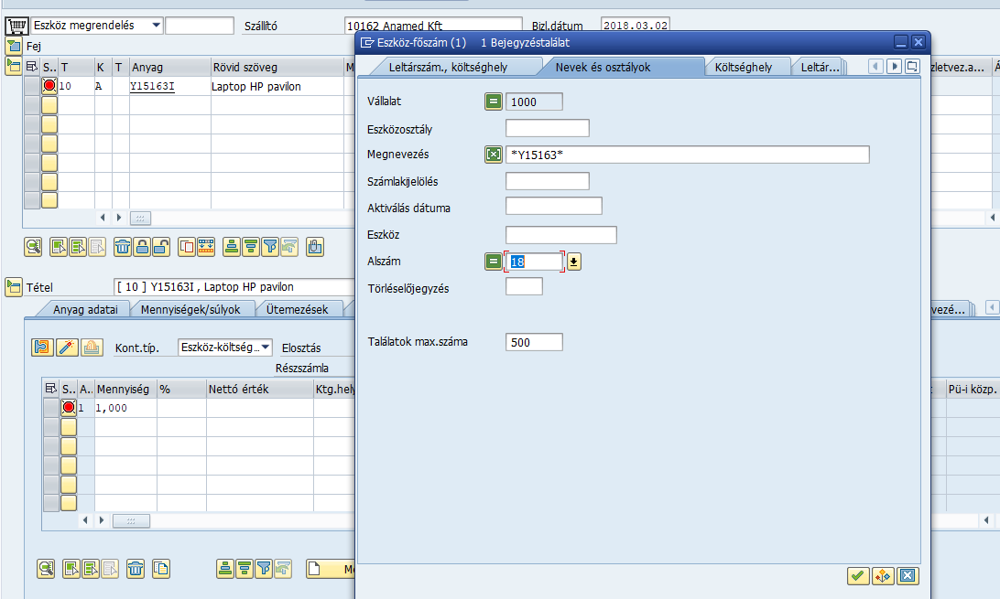 Eszköz megrendelés Szállító 10162 Anamed Kft Bizl.dátum 2018.03.02
Fej
S.. T K T Anyag Rövid szöveg M
10 A Y15163I Laptop HP pavilon
Tétel [ 10 ] Y15163I , Laptop HP pavilon
Anyag adatai Mennyiségek/súlyok Ütemezések
Kont.típ. Eszköz-költség... Elosztás
Részszámla
S.. A.. Mennyiség % Nettó érték Ktg.hely
1 1,000
Eszköz-főszám (1) 1 Bejegyzéstalálat
Leltárszám., költséghely Nevek és osztályok Költséghely Leltár...
Vállalat 1000
Eszközosztály
Megnevezés *Y15163*
Számlakijelölés
Aktiválás dátuma
Eszköz
Alszám 18
Törléselőjegyzés
Találatok max.száma 500
zletvez.a...
vezé...
Pü-i közp.